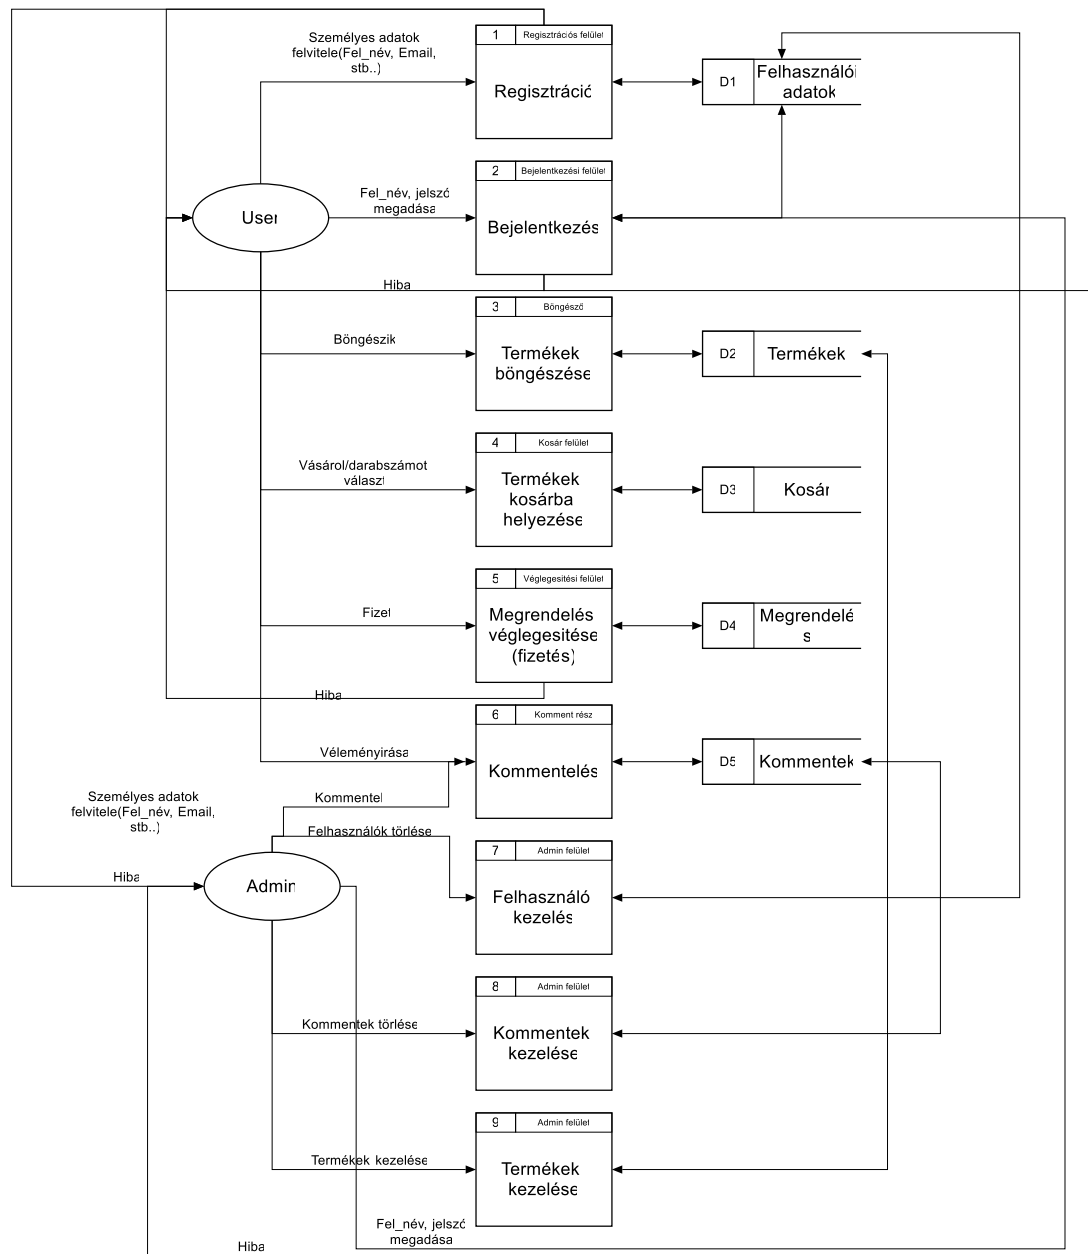 1 Regisztrációs felület
Személyes adatok
felvitele(Fel_név, Email,
stb..)
Regisztráció
D1
Felhasználói
adatok
2 Bejelentkezési felület
Fel_név, jelszó
megadása
User
Bejelentkezés
Hiba
3 Böngésző
Böngészik
Termékek
böngészése
D2
Termékek
4 Kosár felület
Vásárol/darabszámot
választ
Termékek
kosárba
helyezése
D3
Kosár
5 Véglegesitési felület
Fizet
Megrendelés
véglegesitése
(fizetés)
D4
Megrendelé
s
Hiba
6 Komment rész
Véleményirása
Kommentelés
D5
Kommentek
Személyes adatok
felvitele(Fel_név, Email,
stb..)
Kommentel
Felhasználók törlése
7 Admin felület
Hiba
Admin
Felhasználó
kezelés
8 Admin felület
Kommentek törlése
Kommentek
kezelése
9 Admin felület
Termékek kezelése
Termékek
kezelése
Fel_név, jelszó
megadása
Hiba